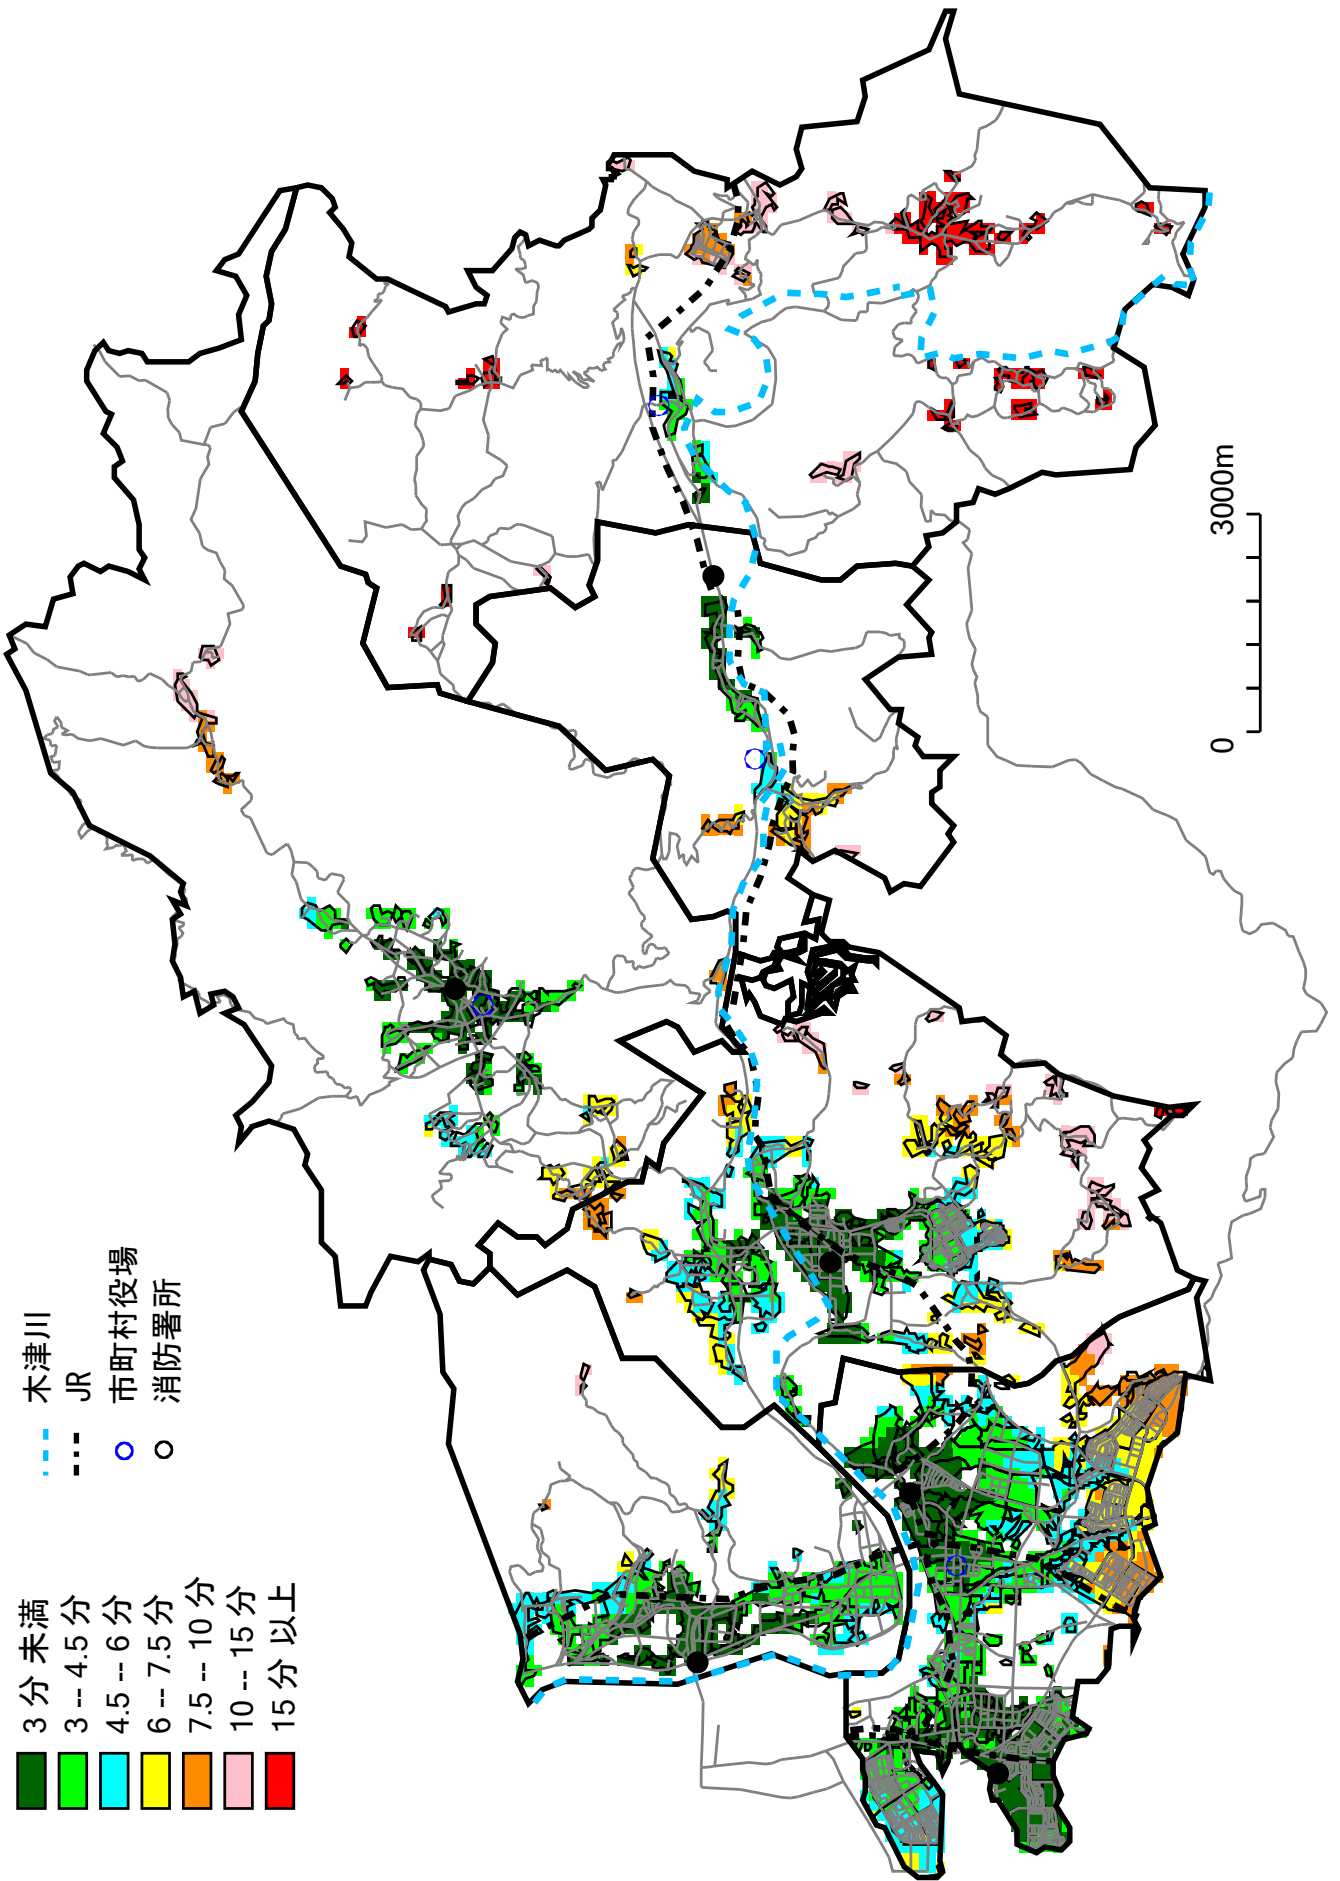 3 分 未満
3 -- 4.5 分
4.5 -- 6 分
6 -- 7.5 分
7.5 -- 10 分
10 -- 15 分
15 分 以上
木津川
JR
市町村役場
消防署所
0 3000m